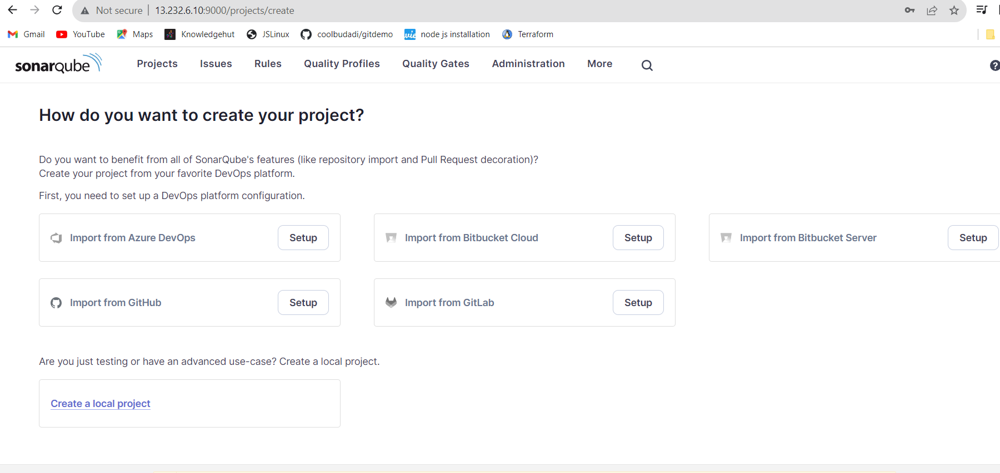 Not secure | 13.232.6.10:9000/projects/create
Gmail YouTube Maps Knowledgehut JSLinux coolbudadi/gitdemo node js installation Terraform
sonarqube Projects Issues Rules Quality Profiles Quality Gates Administration More ?
How do you want to create your project?
Do you want to benefit from all of SonarQube's features (like repository import and Pull Request decoration)?
Create your project from your favorite DevOps platform.
First, you need to set up a DevOps platform configuration.
Import from Azure DevOps Setup Import from Bitbucket Cloud Setup Import from Bitbucket Server Setup
Import from GitHub Setup Import from GitLab Setup
Are you just testing or have an advanced use-case? Create a local project.
Create a local project